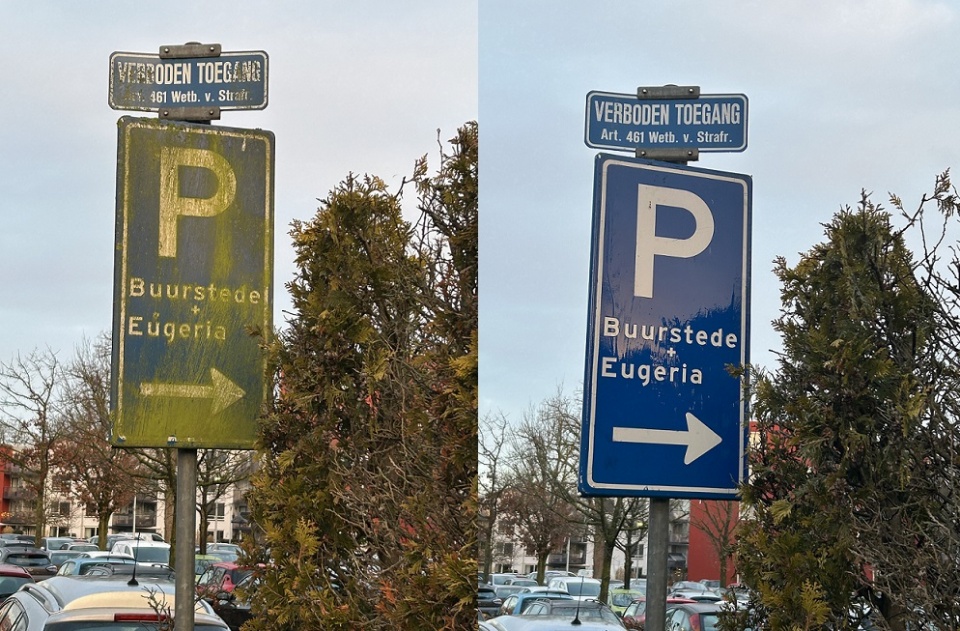 VERBODEN TOEGANG
Art. 461 Wetb. v. Strafr.
P
Buurstede
+
Eugeria
VERBODEN TOEGANG
Art. 461 Wetb. v. Strafr.
P
Buurstede
+
Eugeria